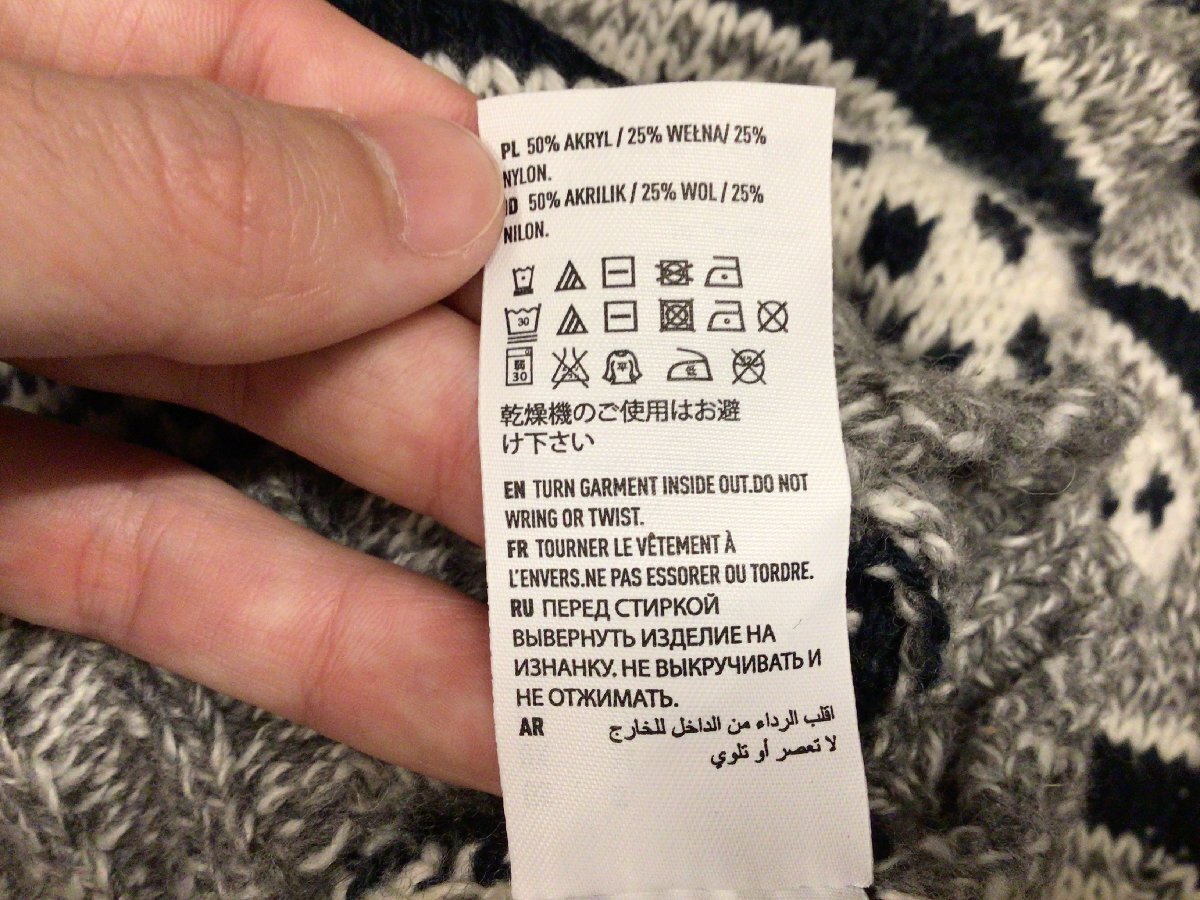 PL 50% AKRYL / 25% WEŁNA/ 25%
NYLON.
ID 50% AKRILIK / 25% WOL / 25%
NILON.
30
30
乾燥機のご使用はお避
け下さい
EN TURN GARMENT INSIDE OUT.DO NOT
WRING OR TWIST.
FR TOURNER LE VÊTEMENT À
L'ENVERS.NE PAS ESSORER OU TORDRE.
RU ПЕРЕД СТИРКОЙ
ВЫВЕРНУТЬ ИЗДЕЛИЕ НА
ИЗНАНКУ. НЕ ВЫКРУЧИВАТЬ И
НЕ ОТЖИМАТЬ.
AR اقلب الرداء من الداخل للخارج
لا تعصر أو تلوي